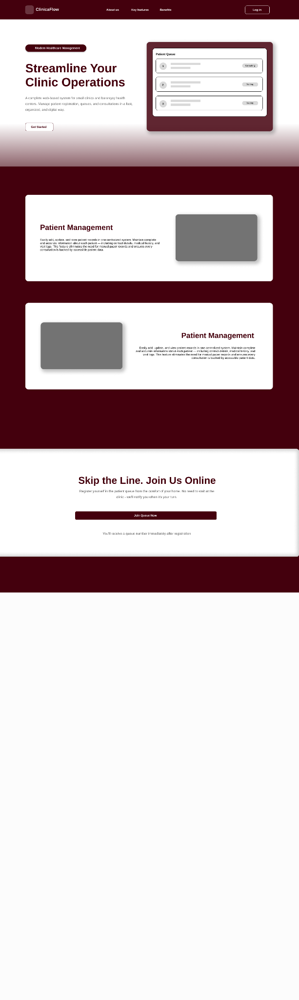 ClinicaFlow
About us
Key features
Benefits
Log in
Modern Healthcare Management
Streamline Your
Clinic Operations
A complete web-based system for small clinics and barangay health
centers. Manage patient registration, queues, and consultations in a fast,
organized, and digital way.
Get Started
Patient Queue
1
Consulting
2
Waiting
3
Waiting
Patient Management
Easily add, update, and view patient records in one centralized system. Maintain complete
and accurate information about each patient — including contact details, medical history, and
visit logs. This feature eliminates the need for manual paper records and ensures every
consultation is backed by accessible patient data.
Patient Management
Easily add, update, and view patient records in one centralized system. Maintain complete
and accurate information about each patient — including contact details, medical history, and
visit logs. This feature eliminates the need for manual paper records and ensures every
consultation is backed by accessible patient data.
Skip the Line. Join Us Online
Register yourself in the patient queue from the comfort of your home. No need to wait at the
clinic - we'll notify you when it's your turn.
Join Queue Now
You'll receive a queue number immediately after registration